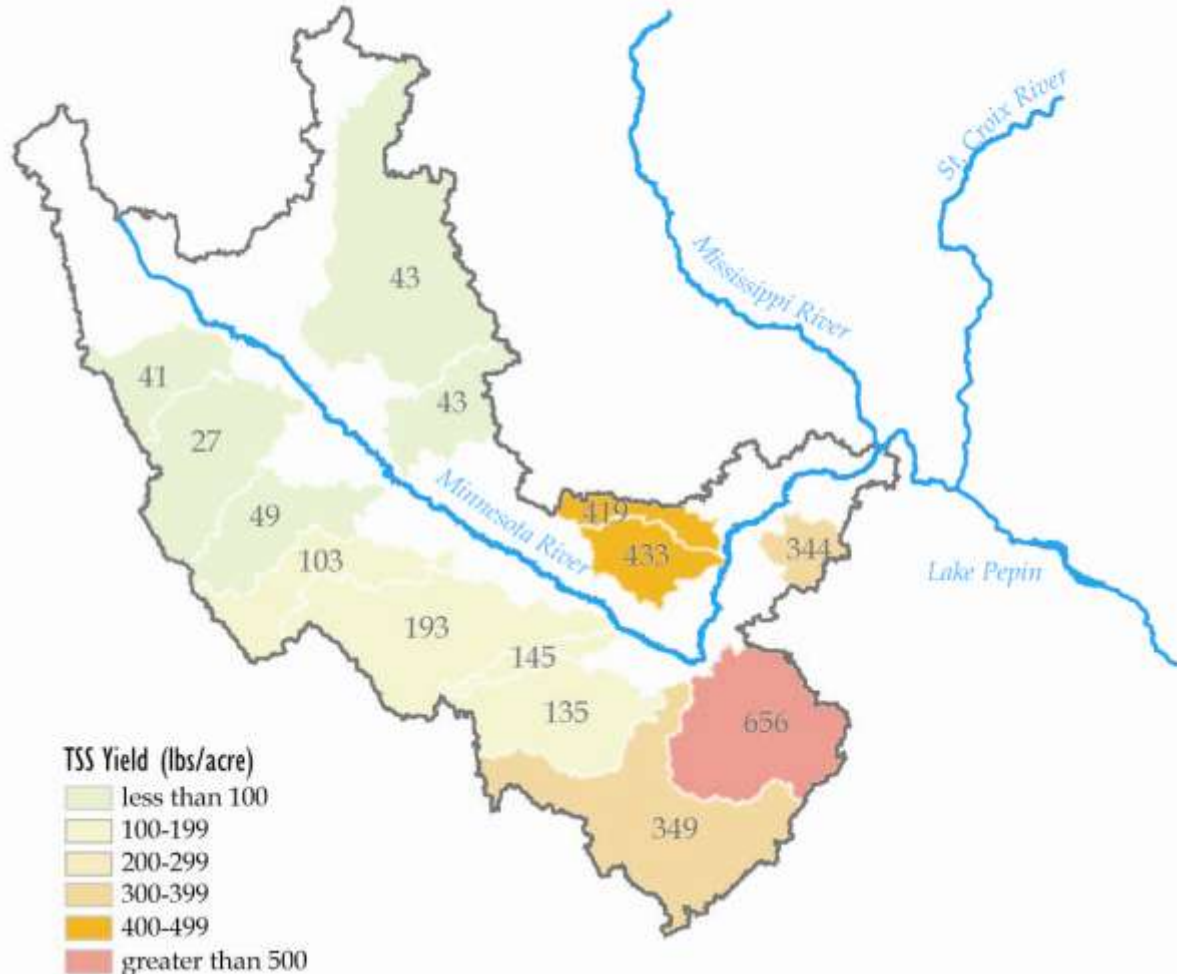 St. Croix River
Mississippi River
43
41
43
27
Minnesota River
49
419
433
344
103
Lake Pepin
193
145
135
656
349
TSS Yield (lbs/acre)
less than 100
100-199
200-299
300-399
400-499
greater than 500